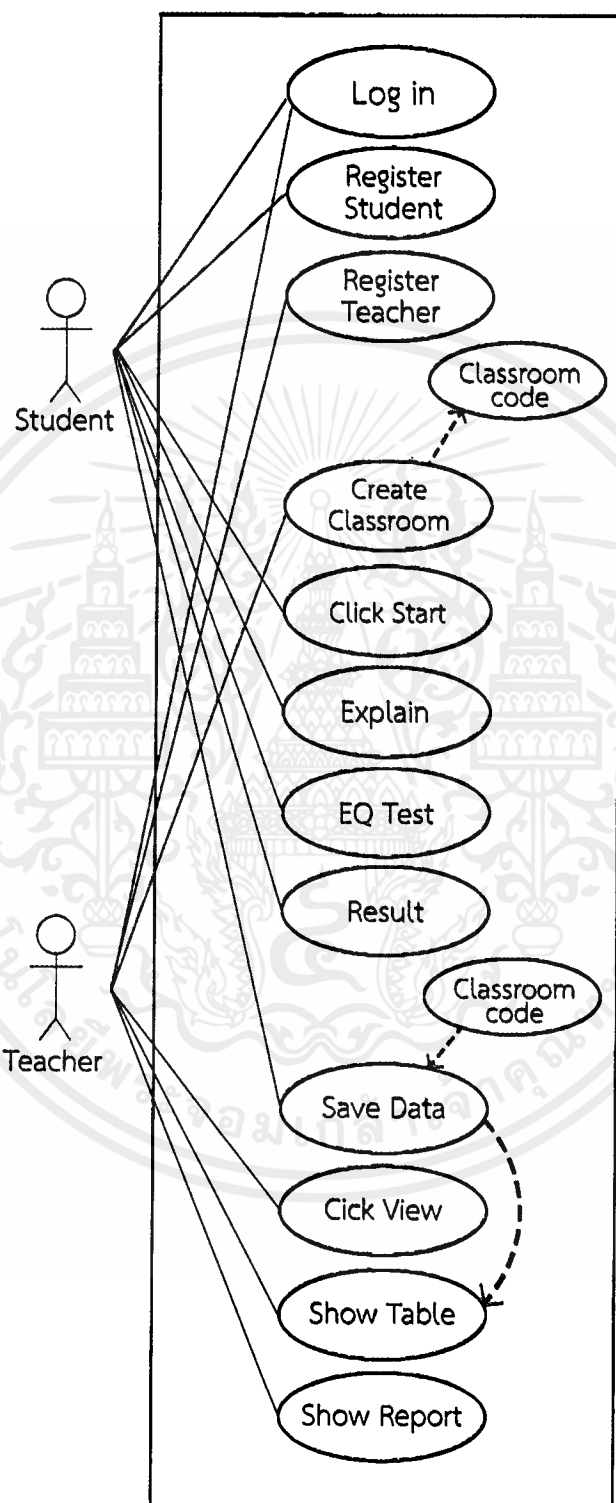 Log in
Register
Student
Register
Teacher
Student
Classroom
code
Create
Classroom
Click Start
Explain
EQ Test
Result
Teacher
Classroom
code
Save Data
Cick View
Show Table
Show Report